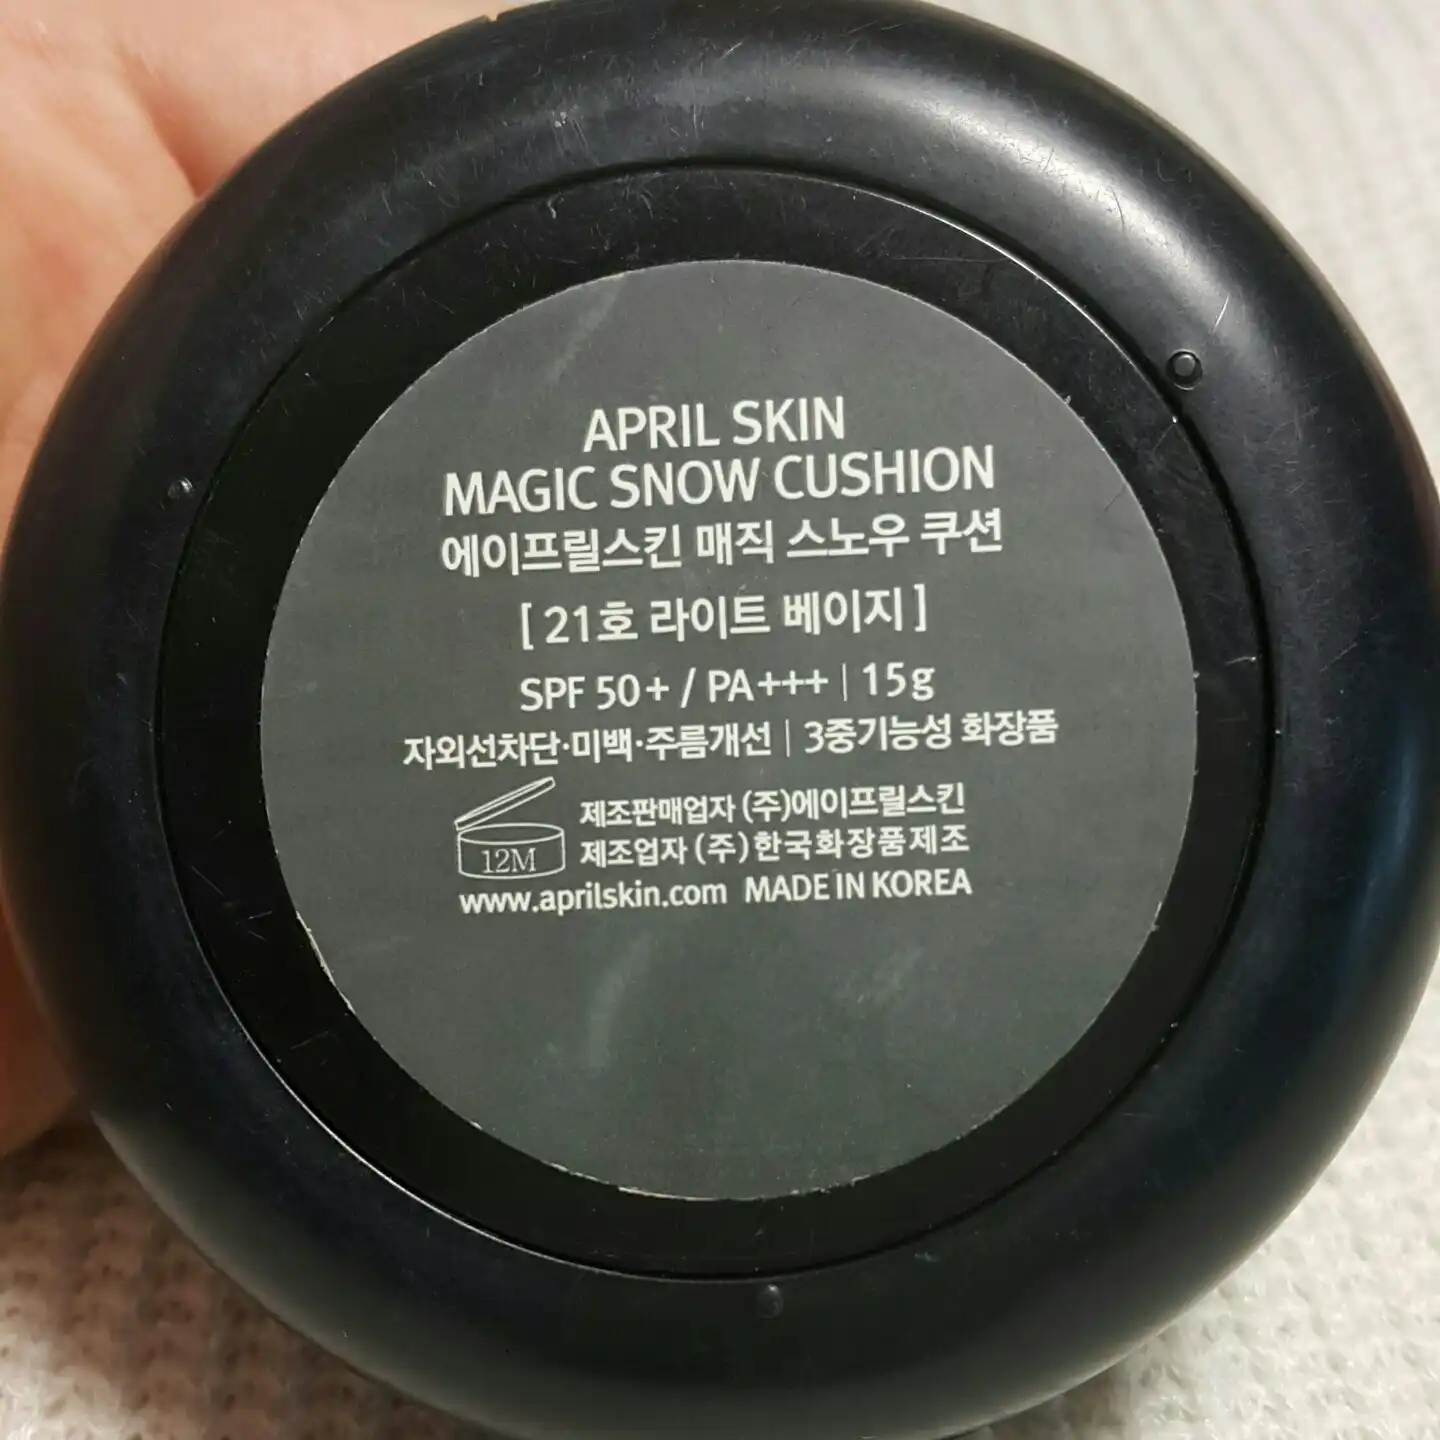 APRIL SKIN
MAGIC SNOW CUSHION
에이프릴스킨 매직 스노우 쿠션
[ 21호 라이트 베이지 ]
SPF 50+ / PA+++ | 15g
자외선차단·미백·주름개선 | 3중기능성 화장품
제조판매업자 (주)에이프릴스킨
12M 제조업자 (주)한국화장품제조
www.aprilskin.com MADE IN KOREA